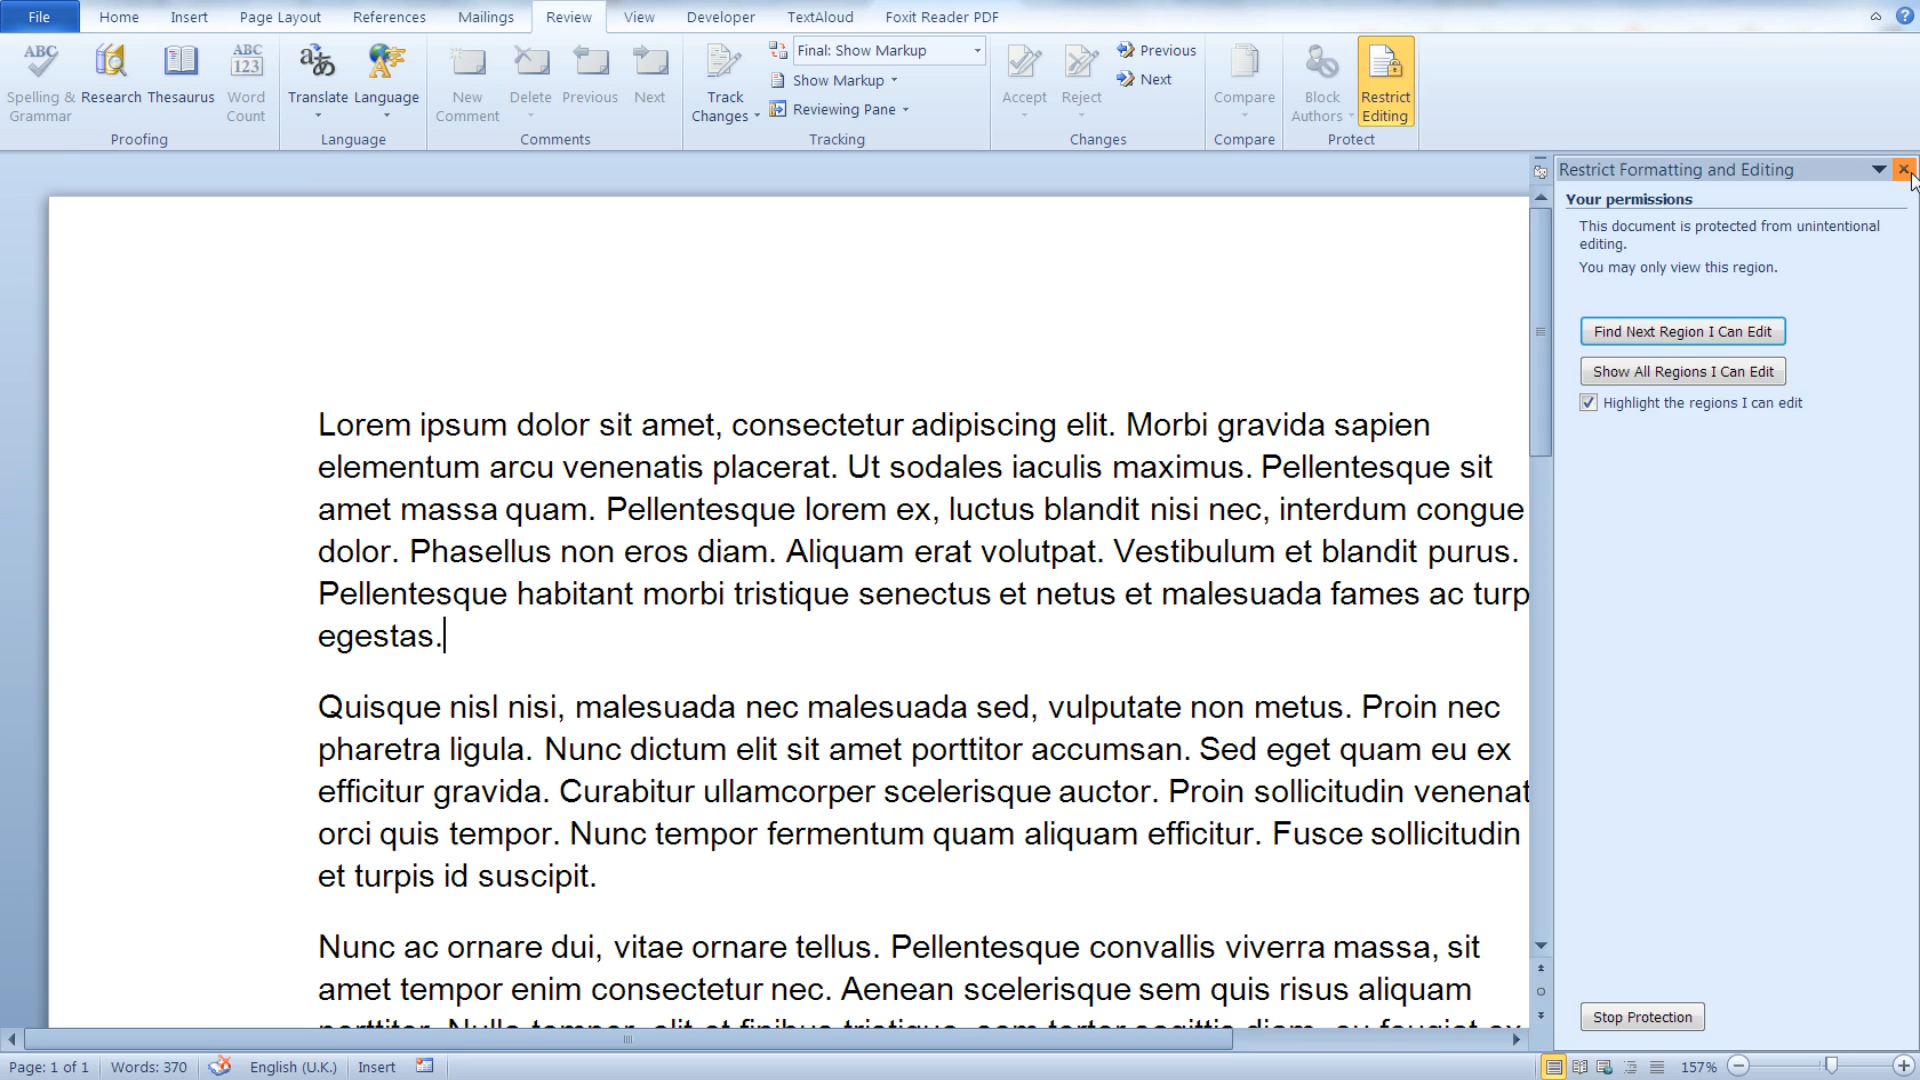 File Home Insert Page Layout References Mailings Review View Developer TextAloud Foxit Reader PDF
ABC ABC 123
Spelling & Grammar Research Thesaurus Word Count
Proofing
Translate Language
Language
New Comment Delete Previous Next
Comments
Track Changes
Final: Show Markup
Show Markup
Reviewing Pane
Tracking
Accept Reject
Previous
Next
Changes
Compare
Compare
Block Authors Restrict Editing
Protect
Restrict Formatting and Editing
Your permissions
This document is protected from unintentional
editing.
You may only view this region.
Find Next Region I Can Edit
Show All Regions I Can Edit
Highlight the regions I can edit
Stop Protection
Lorem ipsum dolor sit amet, consectetur adipiscing elit. Morbi gravida sapien
elementum arcu venenatis placerat. Ut sodales iaculis maximus. Pellentesque sit
amet massa quam. Pellentesque lorem ex, luctus blandit nisi nec, interdum congue
dolor. Phasellus non eros diam. Aliquam erat volutpat. Vestibulum et blandit purus.
Pellentesque habitant morbi tristique senectus et netus et malesuada fames ac turp
egestas.
Quisque nisl nisi, malesuada nec malesuada sed, vulputate non metus. Proin nec
pharetra ligula. Nunc dictum elit sit amet porttitor accumsan. Sed eget quam eu ex
efficitur gravida. Curabitur ullamcorper scelerisque auctor. Proin sollicitudin venenat
orci quis tempor. Nunc tempor fermentum quam aliquam efficitur. Fusce sollicitudin
et turpis id suscipit.
Nunc ac ornare dui, vitae ornare tellus. Pellentesque convallis viverra massa, sit
amet tempor enim consectetur nec. Aenean scelerisque sem quis risus aliquam
Page: 1 of 1 Words: 370 English (U.K.) Insert 157%